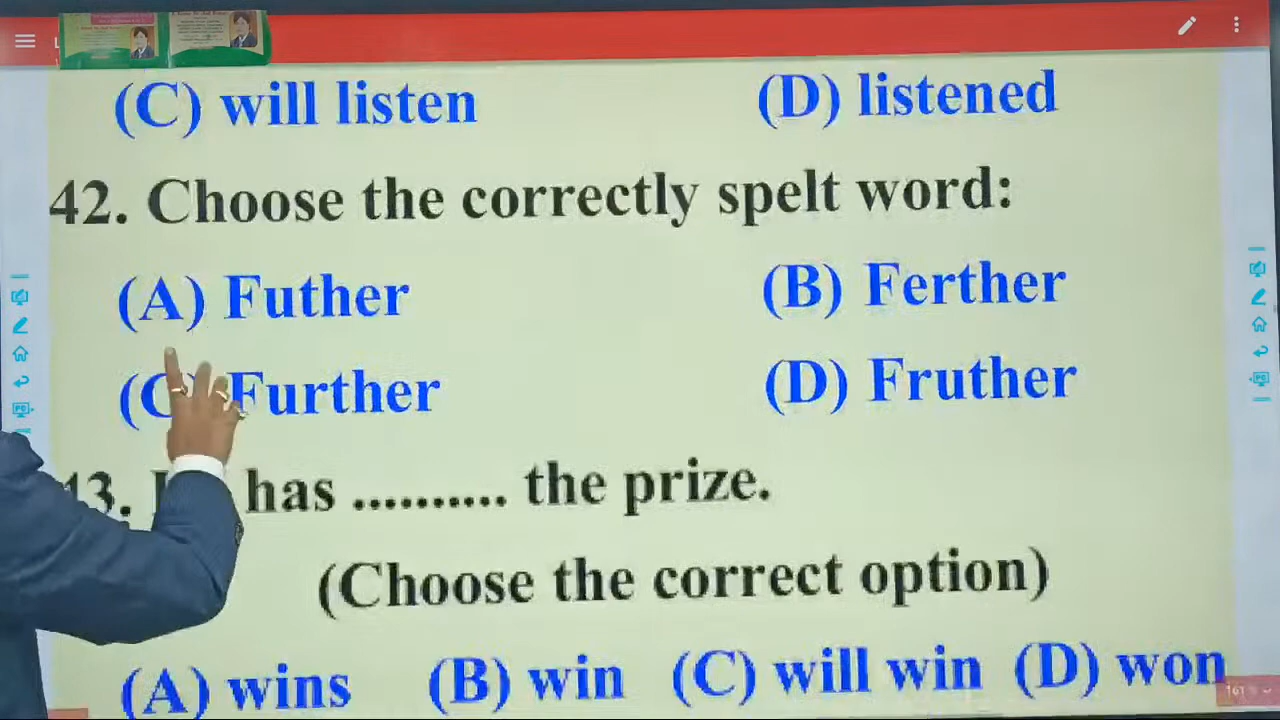 (C) will listen (D) listened
42. Choose the correctly spelt word:
(A) Futher (B) Ferther
(C) Further (D) Fruther
43. has .......... the prize.
(Choose the correct option)
(A) wins (B) win (C) will win (D) won